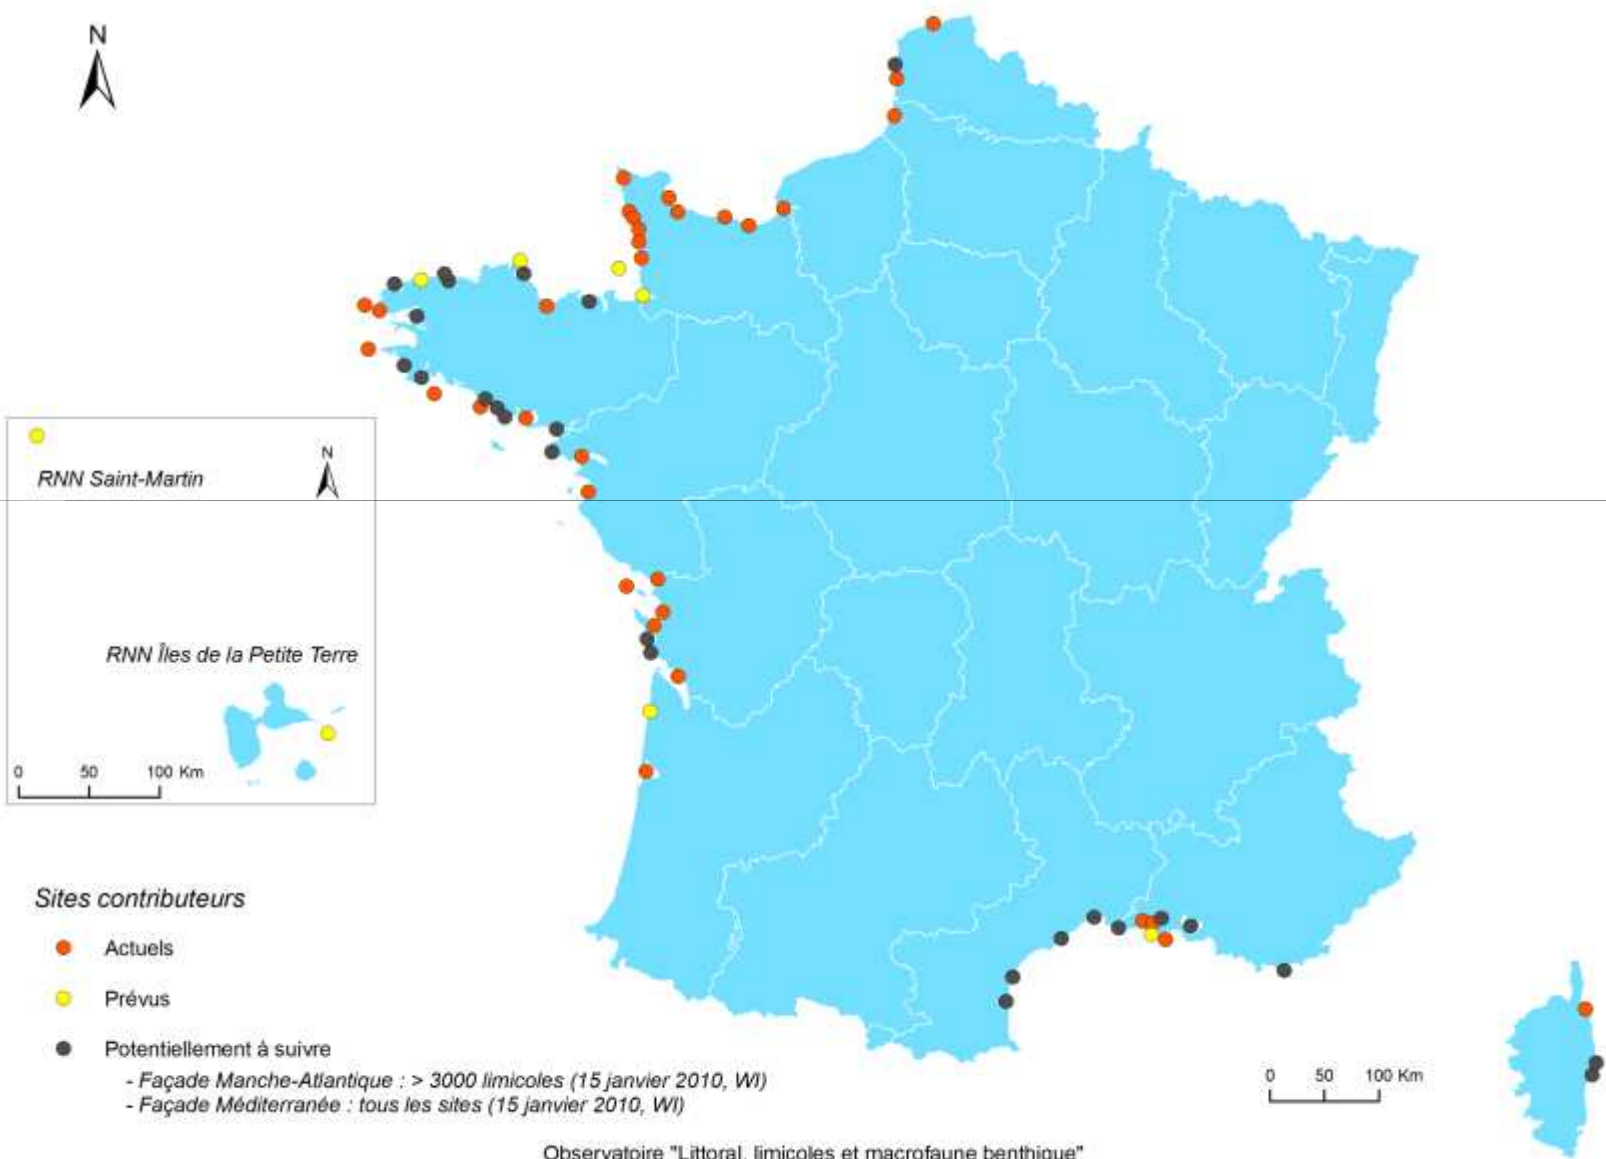 N
RNN Saint-Martin
N
RNN Îles de la Petite Terre
0 50 100 Km
Sites contributeurs
Actuels
Prévus
Potentiellement à suivre
- Façade Manche-Atlantique : > 3000 limicoles (15 janvier 2010, WI)
- Façade Méditerranée : tous les sites (15 janvier 2010, WI)
0 50 100 Km
Observatoire "Littoral, limicoles et macrofaune benthique"